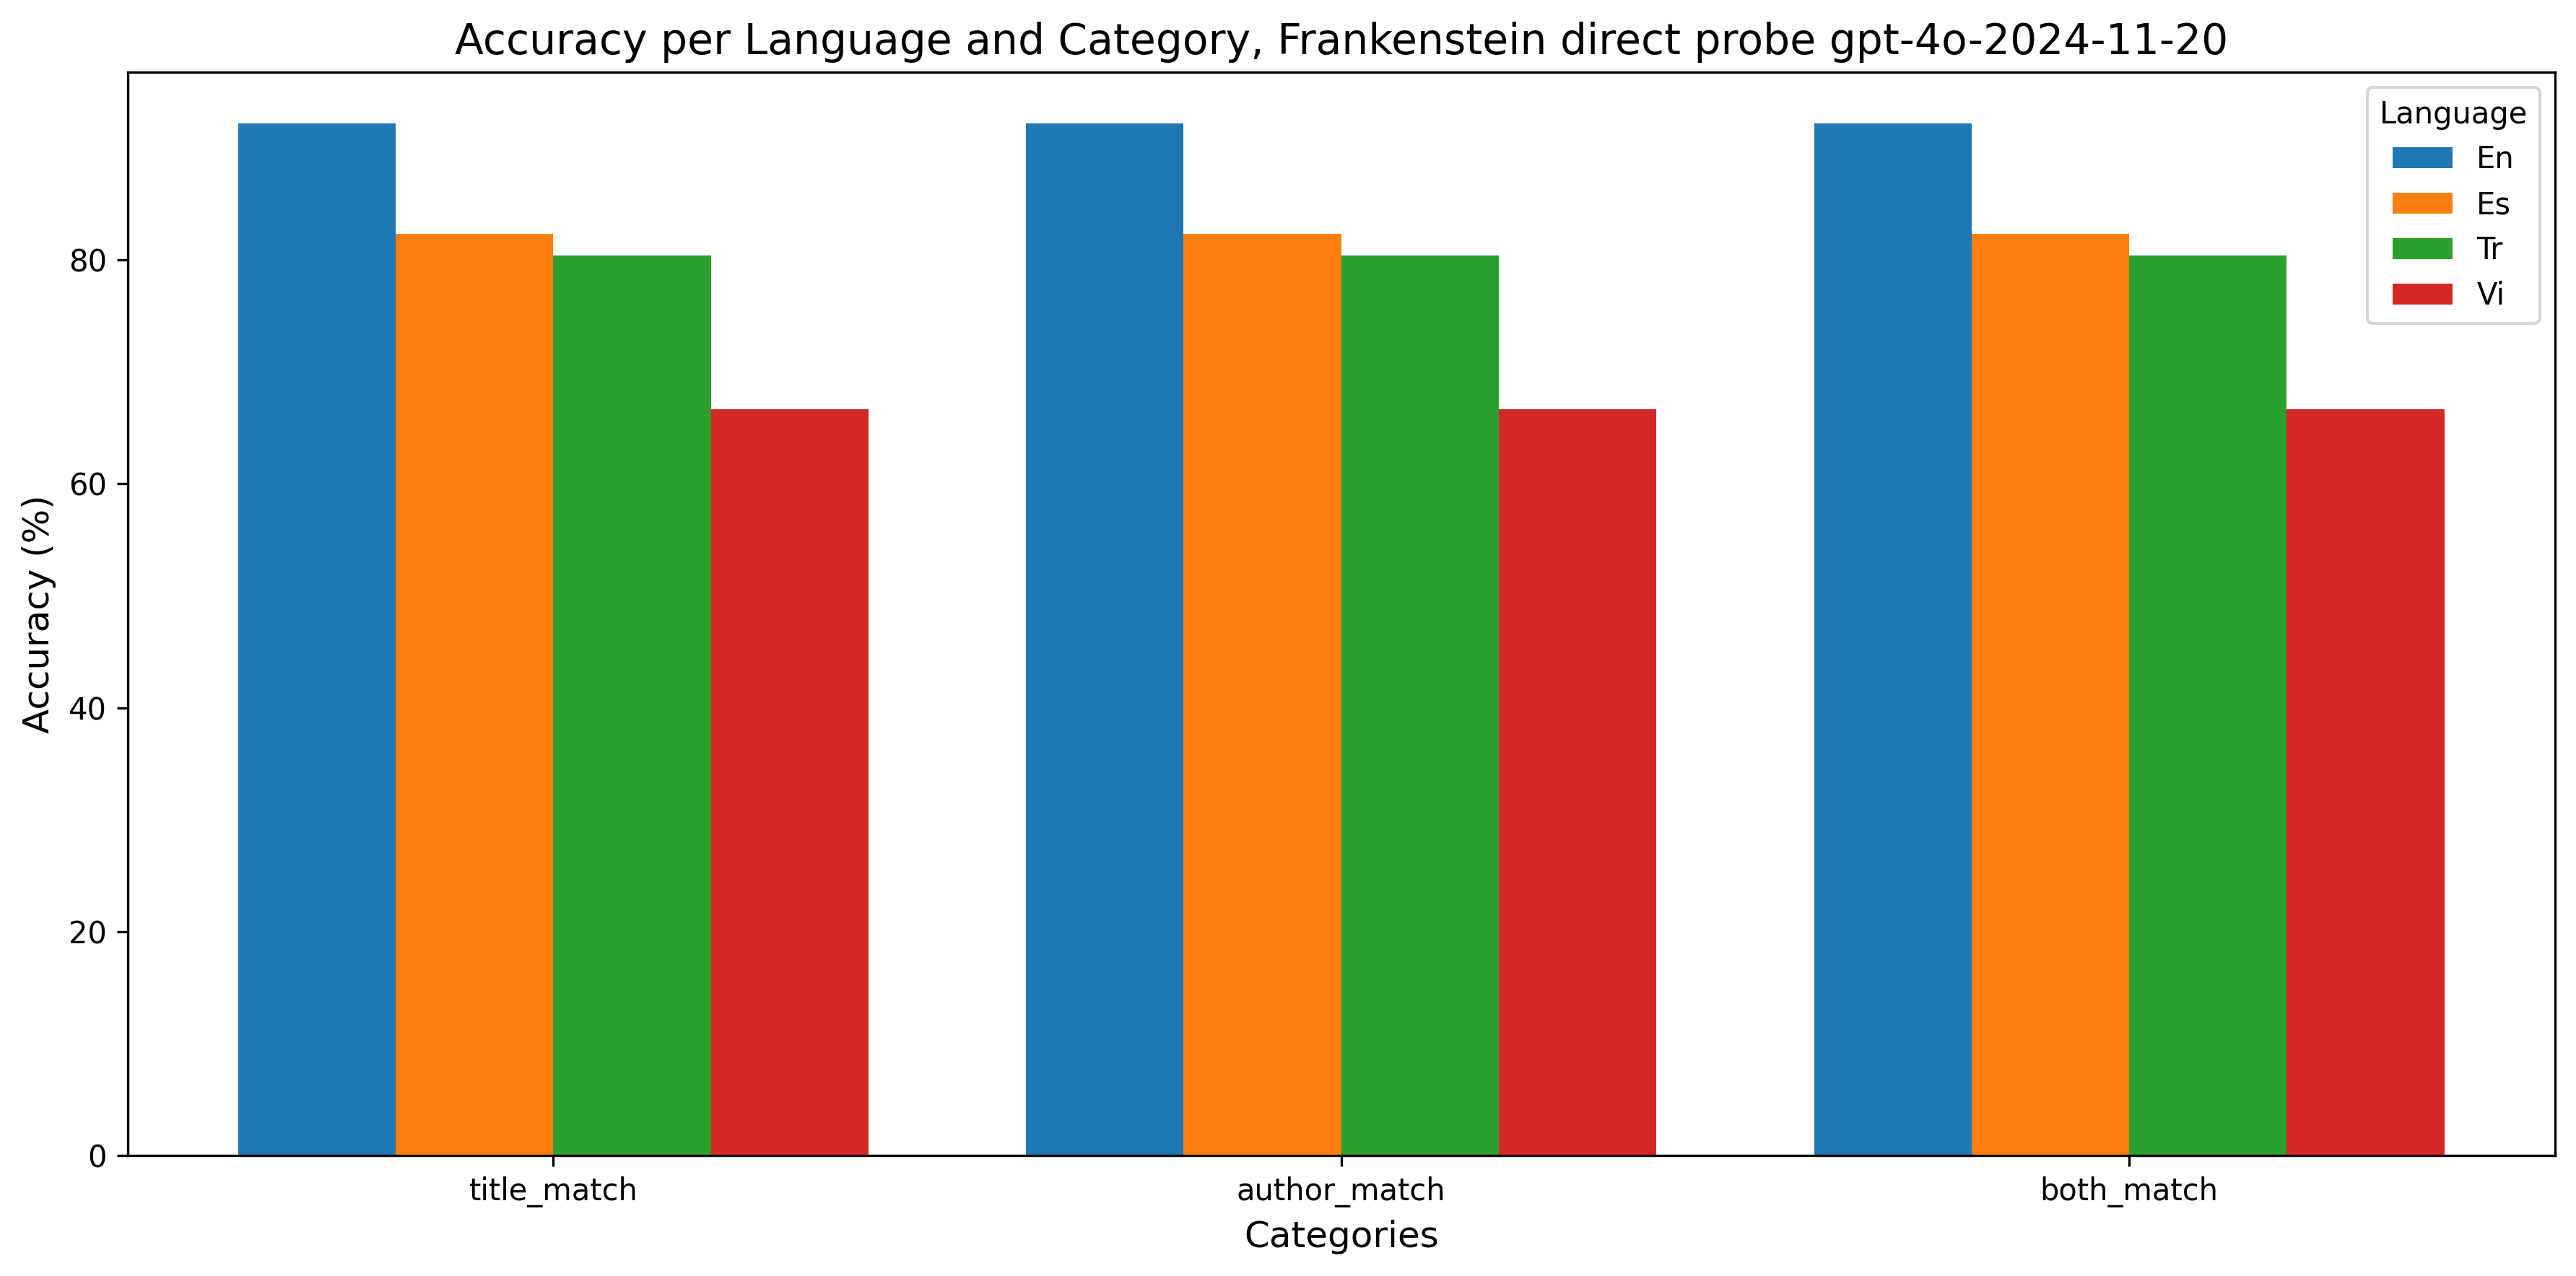 Accuracy per Language and Category, Frankenstein direct probe gpt-4o-2024-11-20
Language
En
Es
Tr
Vi
Accuracy (%)
80
60
40
20
0
title_match author_match both_match
Categories